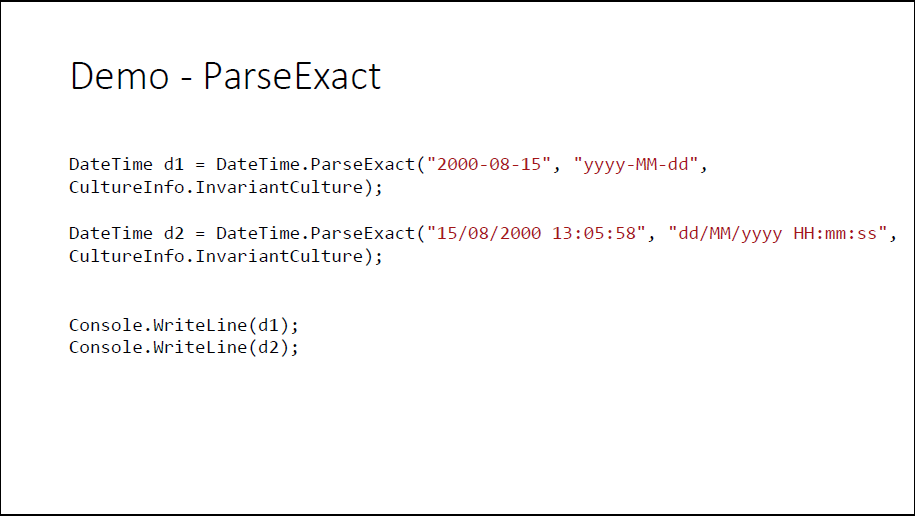 Demo - ParseExact
DateTime d1 = DateTime.ParseExact("2000-08-15", "yyyy-MM-dd",
CultureInfo.InvariantCulture);
DateTime d2 = DateTime.ParseExact("15/08/2000 13:05:58", "dd/MM/yyyy HH:mm:ss",
CultureInfo.InvariantCulture);
Console.WriteLine(d1);
Console.WriteLine(d2);